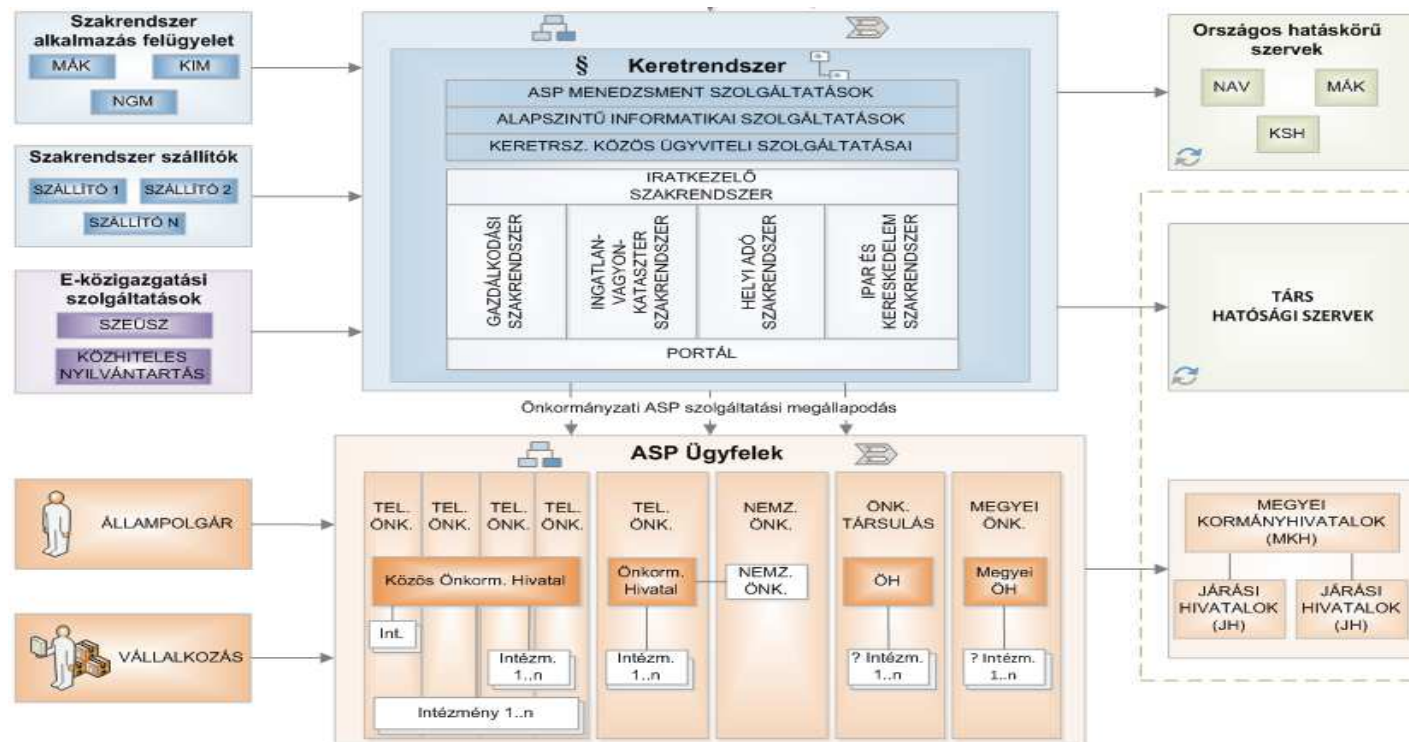 Szakrendszer
alkalmazás felügyelet
MÁK
KIM
NGM
Szakrendszer szállítók
SZÁLLÍTÓ 1
SZÁLLÍTÓ 2
SZÁLLÍTÓ N
E-közigazgatási
szolgáltatások
SZEÜSZ
KÖZHITELES
NYILVÁNTARTÁS
§ Keretrendszer
ASP MENEDZSMENT SZOLGÁLTATÁSOK
ALAPSZINTŰ INFORMATIKAI SZOLGÁLTATÁSOK
KERETRSZ. KÖZÖS ÜGYVITELI SZOLGÁLTATÁSAI
IRATKEZELŐ
SZAKRENDSZER
GAZDÁLKODÁSI
SZAKRENDSZER
INGATLAN-
VAGYON-
KATASZTER
SZAKRENDSZER
HELYI ADÓ
SZAKRENDSZER
IPAR ÉS
KERESKEDELEM
SZAKRENDSZER
PORTÁL
Országos hatáskörű
szervek
NAV
MÁK
KSH
TÁRS
HATÓSÁGI SZERVEK
Önkormányzati ASP szolgáltatási megállapodás
ÁLLAMPOLGÁR
VÁLLALKOZÁS
ASP Ügyfelek
TEL.
ÖNK.
TEL.
ÖNK.
TEL.
ÖNK.
TEL.
ÖNK.
TEL.
ÖNK.
NEMZ.
ÖNK.
ÖNK.
TÁRSULÁS
MEGYEI
ÖNK.
Közös Önkorm. Hivatal
Önkorm.
Hivatal
NEMZ.
ÖNK.
ÖH
Megyei
ÖH
Int.
Intézm.
1..n
Intézm.
1..n
? Intézm.
1..n
? Intézm.
1..n
Intézmény 1..n
MEGYEI
KORMÁNYHIVATALOK
(MKH)
JÁRÁSI
HIVATALOK
(JH)
JÁRÁSI
HIVATALOK
(JH)